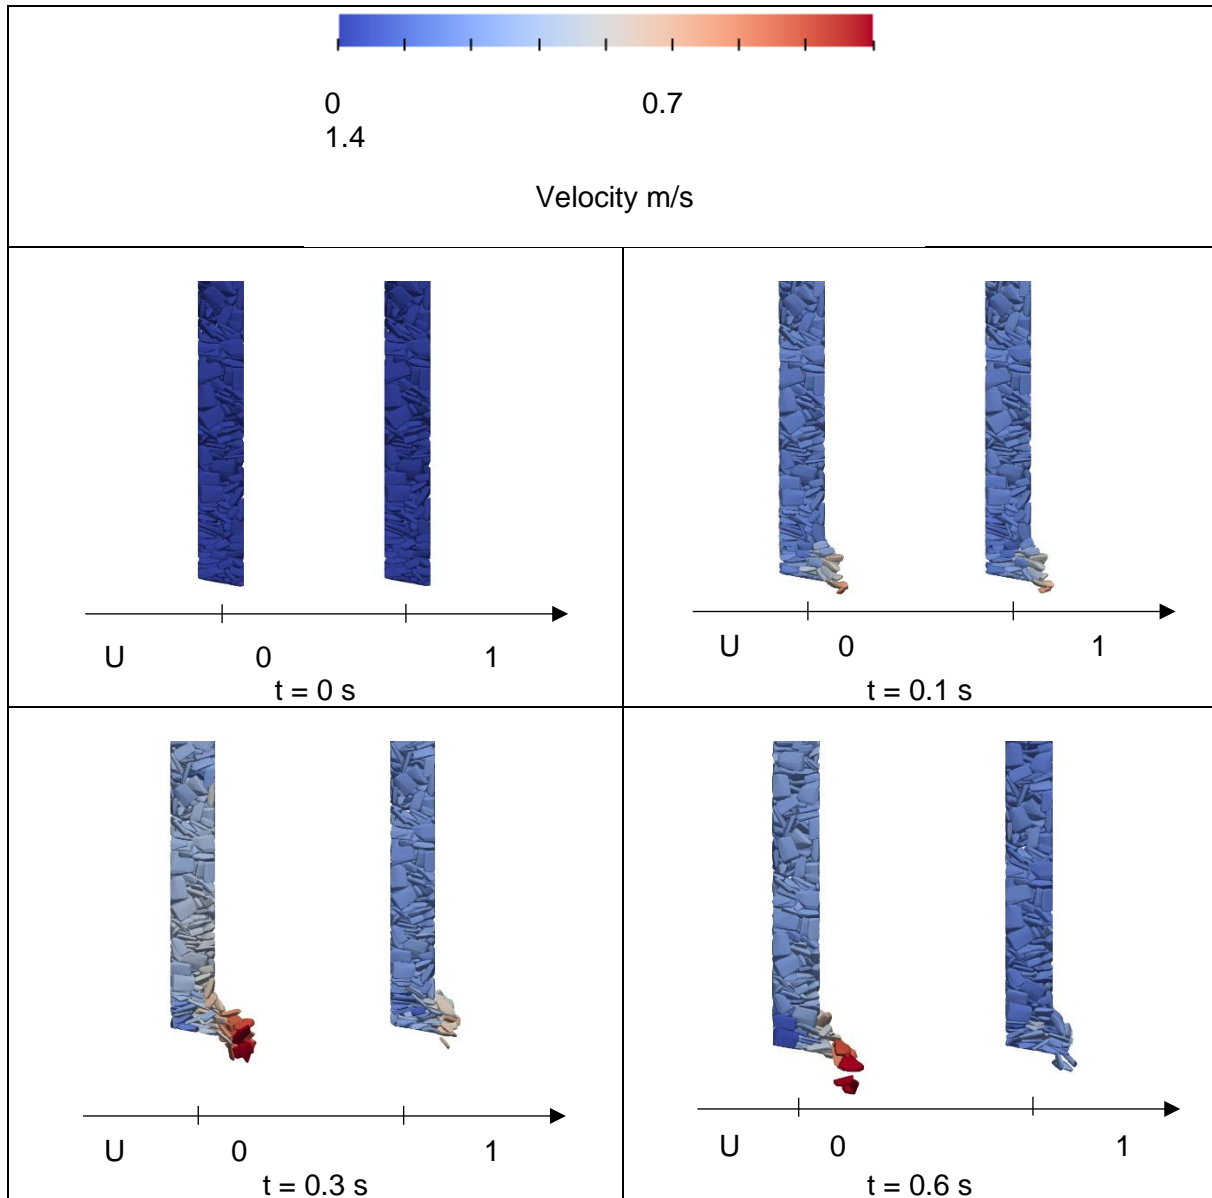 0 0.7
1.4
Velocity m/s
U 0 1
t = 0 s
U 0 1
t = 0.1 s
U 0 1
t = 0.3 s
U 0 1
t = 0.6 s